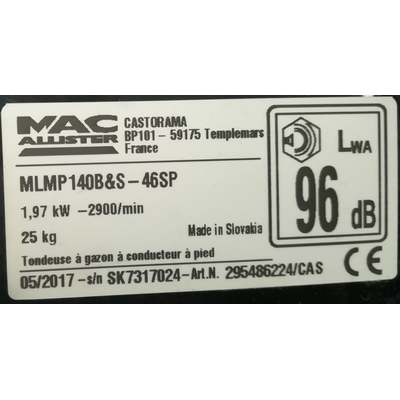 MAC
ALLISTER
CASTORAMA
BP101 - 59175 Templemars
France
MLMP140B&S-46SP
1,97 kW -2900/min
25 kg
Made in Slovakia
LWA
96 dB
Tondeuse à gazon à conducteur à pied
05/2017 -s/n SK7317024-Art.N. 295486224/CAS
CE